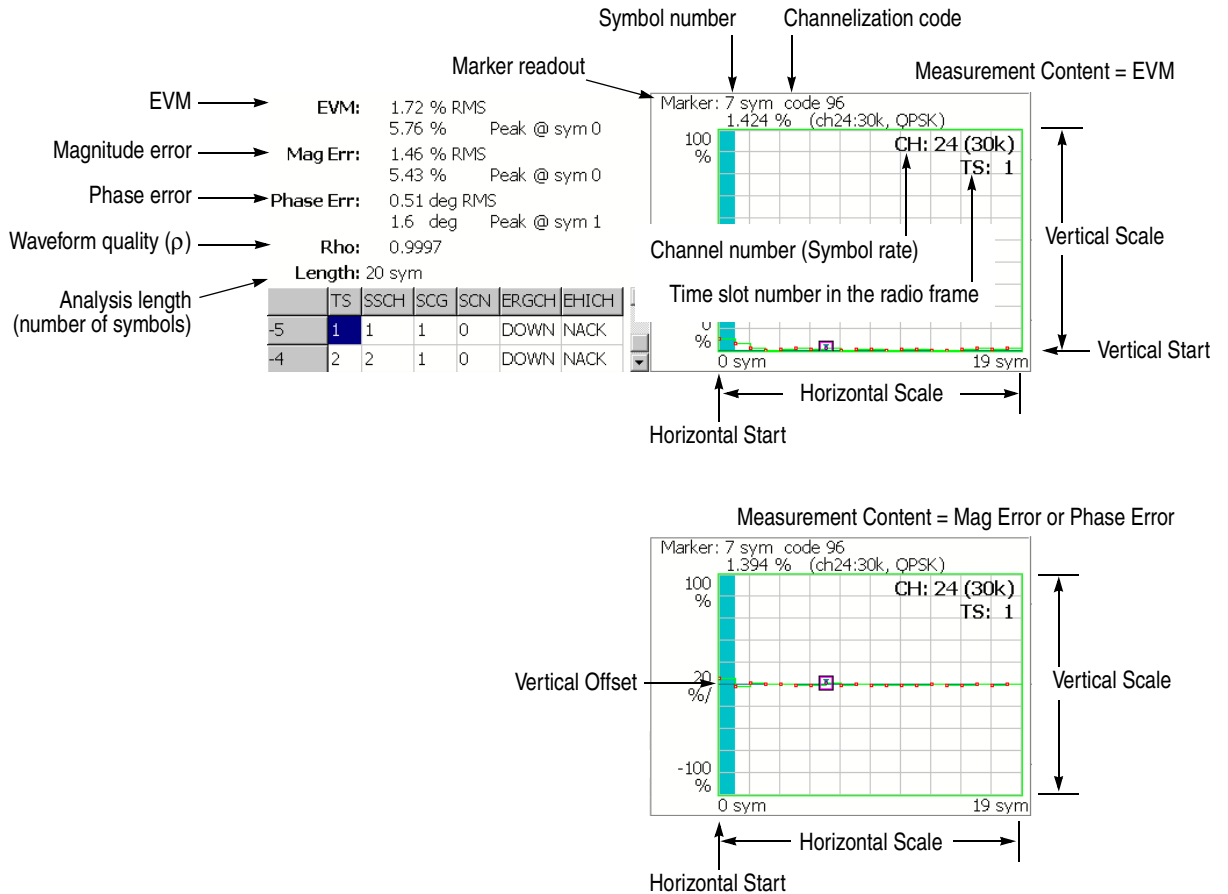 Symbol number
Channelization code
Marker readout
Measurement Content = EVM
EVM
EVM: 1.72 % RMS
5.76 % Peak @ sym 0
Magnitude error
Mag Err: 1.46 % RMS
5.43 % Peak @ sym 0
Phase error
Phase Err: 0.51 deg RMS
1.6 deg Peak @ sym 1
Waveform quality (ρ)
Rho: 0.9997
Length: 20 sym
Analysis length
(number of symbols)
TS SSCH SCG SCN ERGCH EHICH
-5 1 1 1 0 DOWN NACK
-4 2 2 1 0 DOWN NACK
Marker: 7 sym code 96
1.424 % (ch24:30k, QPSK)
100
%
CH: 24 (30k)
TS: 1
Channel number (Symbol rate)
Time slot number in the radio frame
Vertical Scale
0
%
0 sym
19 sym
Vertical Start
Horizontal Scale
Horizontal Start
Measurement Content = Mag Error or Phase Error
Marker: 7 sym code 96
1.394 % (ch24:30k, QPSK)
100
%
CH: 24 (30k)
TS: 1
Vertical Offset
20
%/
Vertical Scale
-100
%
0 sym
19 sym
Horizontal Scale
Horizontal Start